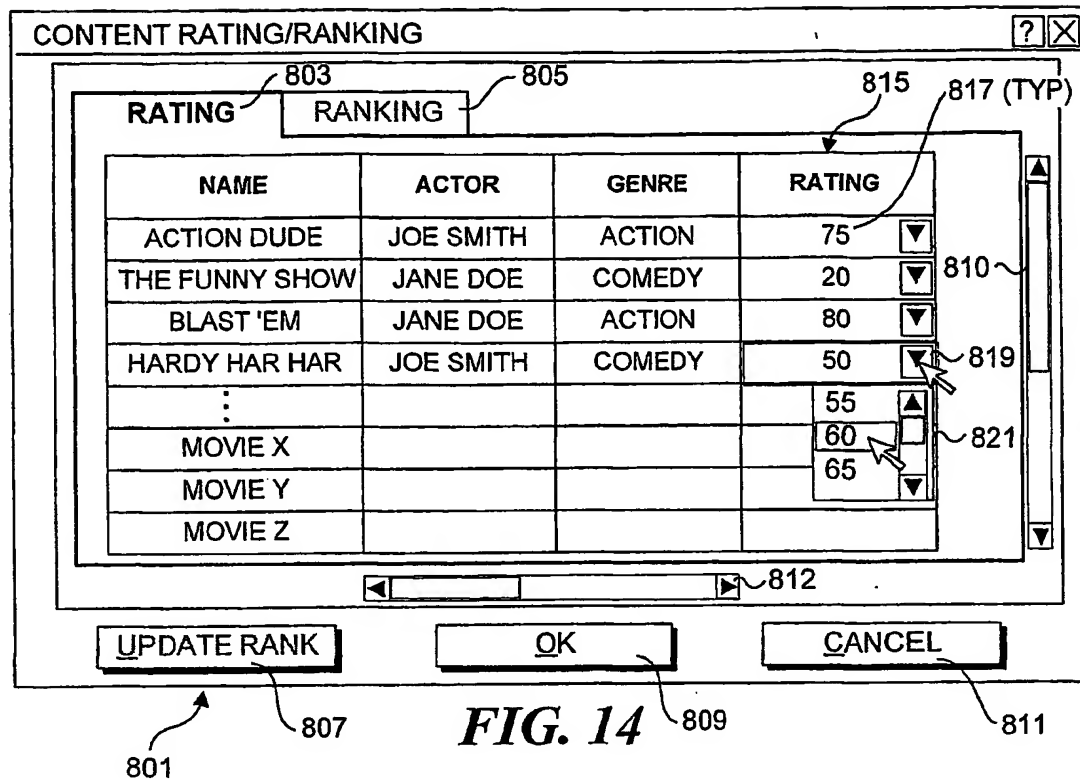 CONTENT RATING/RANKING ? X
803 805 815 817 (TYP)
RATING RANKING
NAME ACTOR GENRE RATING
ACTION DUDE JOE SMITH ACTION 75
THE FUNNY SHOW JANE DOE COMEDY 20
810
BLAST 'EM JANE DOE ACTION 80
HARDY HAR HAR JOE SMITH COMEDY 50 819
⋮ 55
MOVIE X 60 821
MOVIE Y 65
MOVIE Z
812
UPDATE RANK OK CANCEL
807 FIG. 14 809 811
801